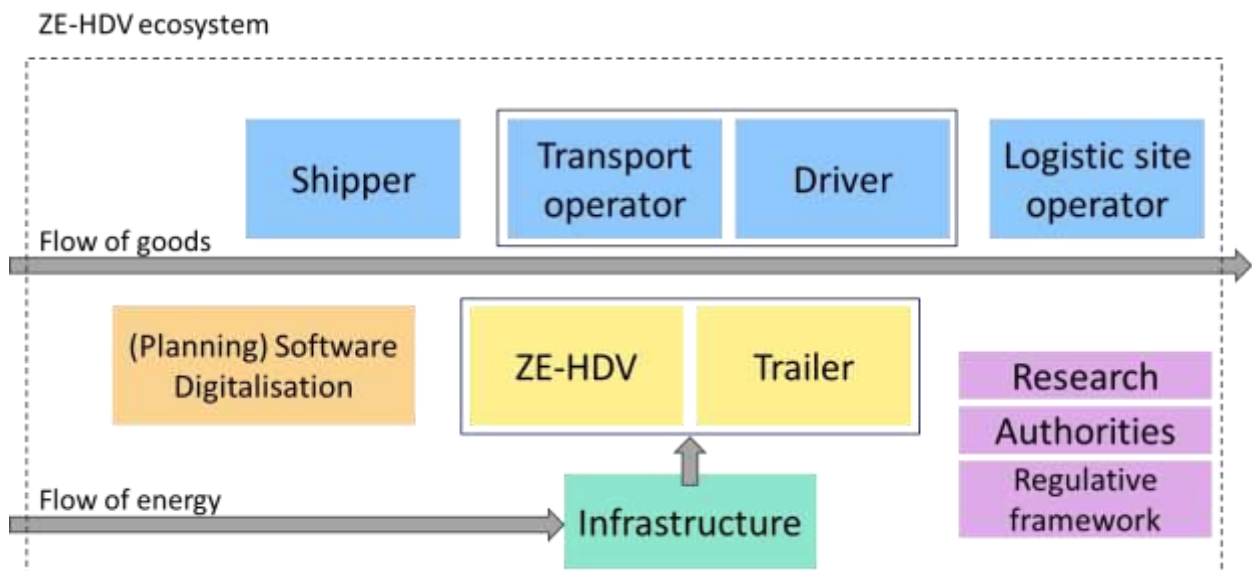 ZE-HDV ecosystem
Shipper
Transport
operator
Driver
Logistic site
operator
Flow of goods
(Planning) Software
Digitalisation
ZE-HDV
Trailer
Research
Authorities
Regulative
framework
Flow of energy
Infrastructure